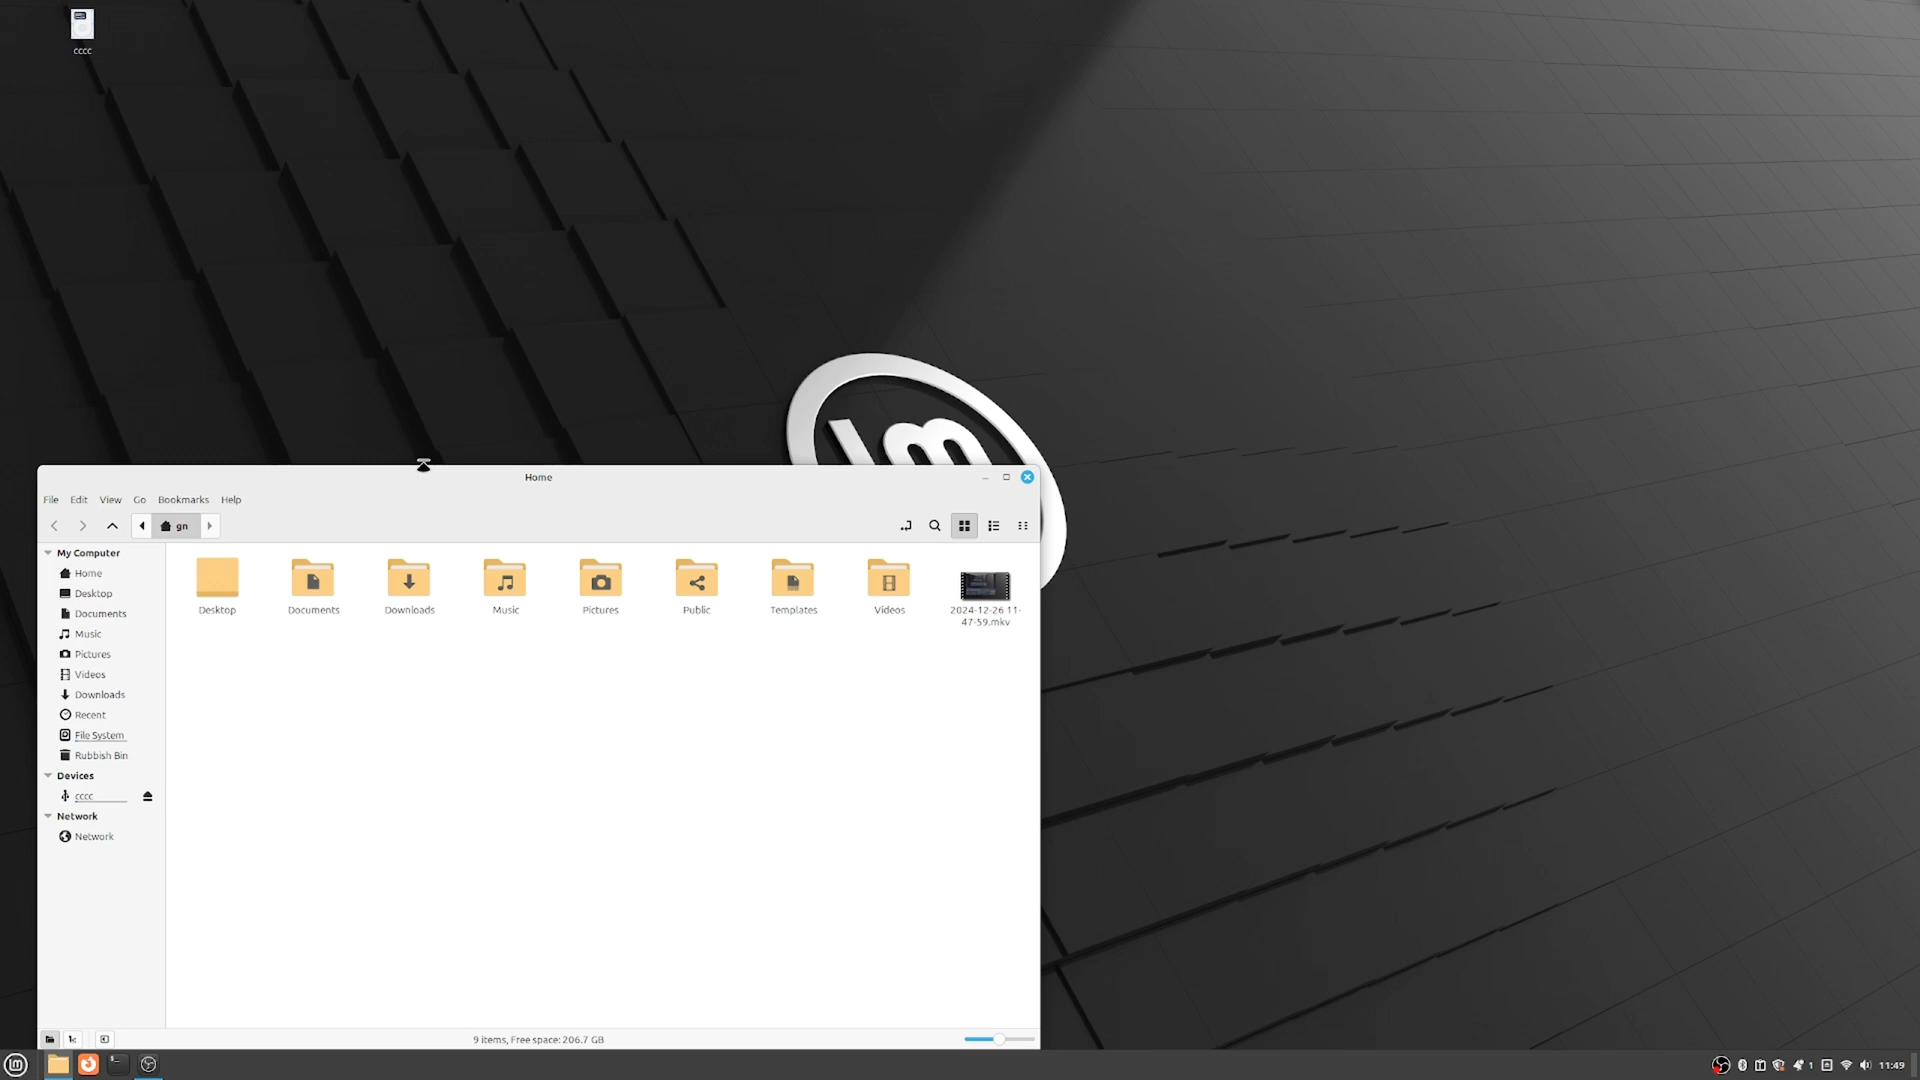 cccc
Home
File Edit View Go Bookmarks Help
gn
My Computer
Home
Desktop
Documents
Music
Pictures
Videos
Downloads
Recent
File System
Rubbish Bin
Devices
cccc
Network
Network
Desktop
Documents
Downloads
Music
Pictures
Public
Templates
Videos
2024-12-26 11-
47-59.mkv
9 items, Free space: 206.7 GB
1
11:49